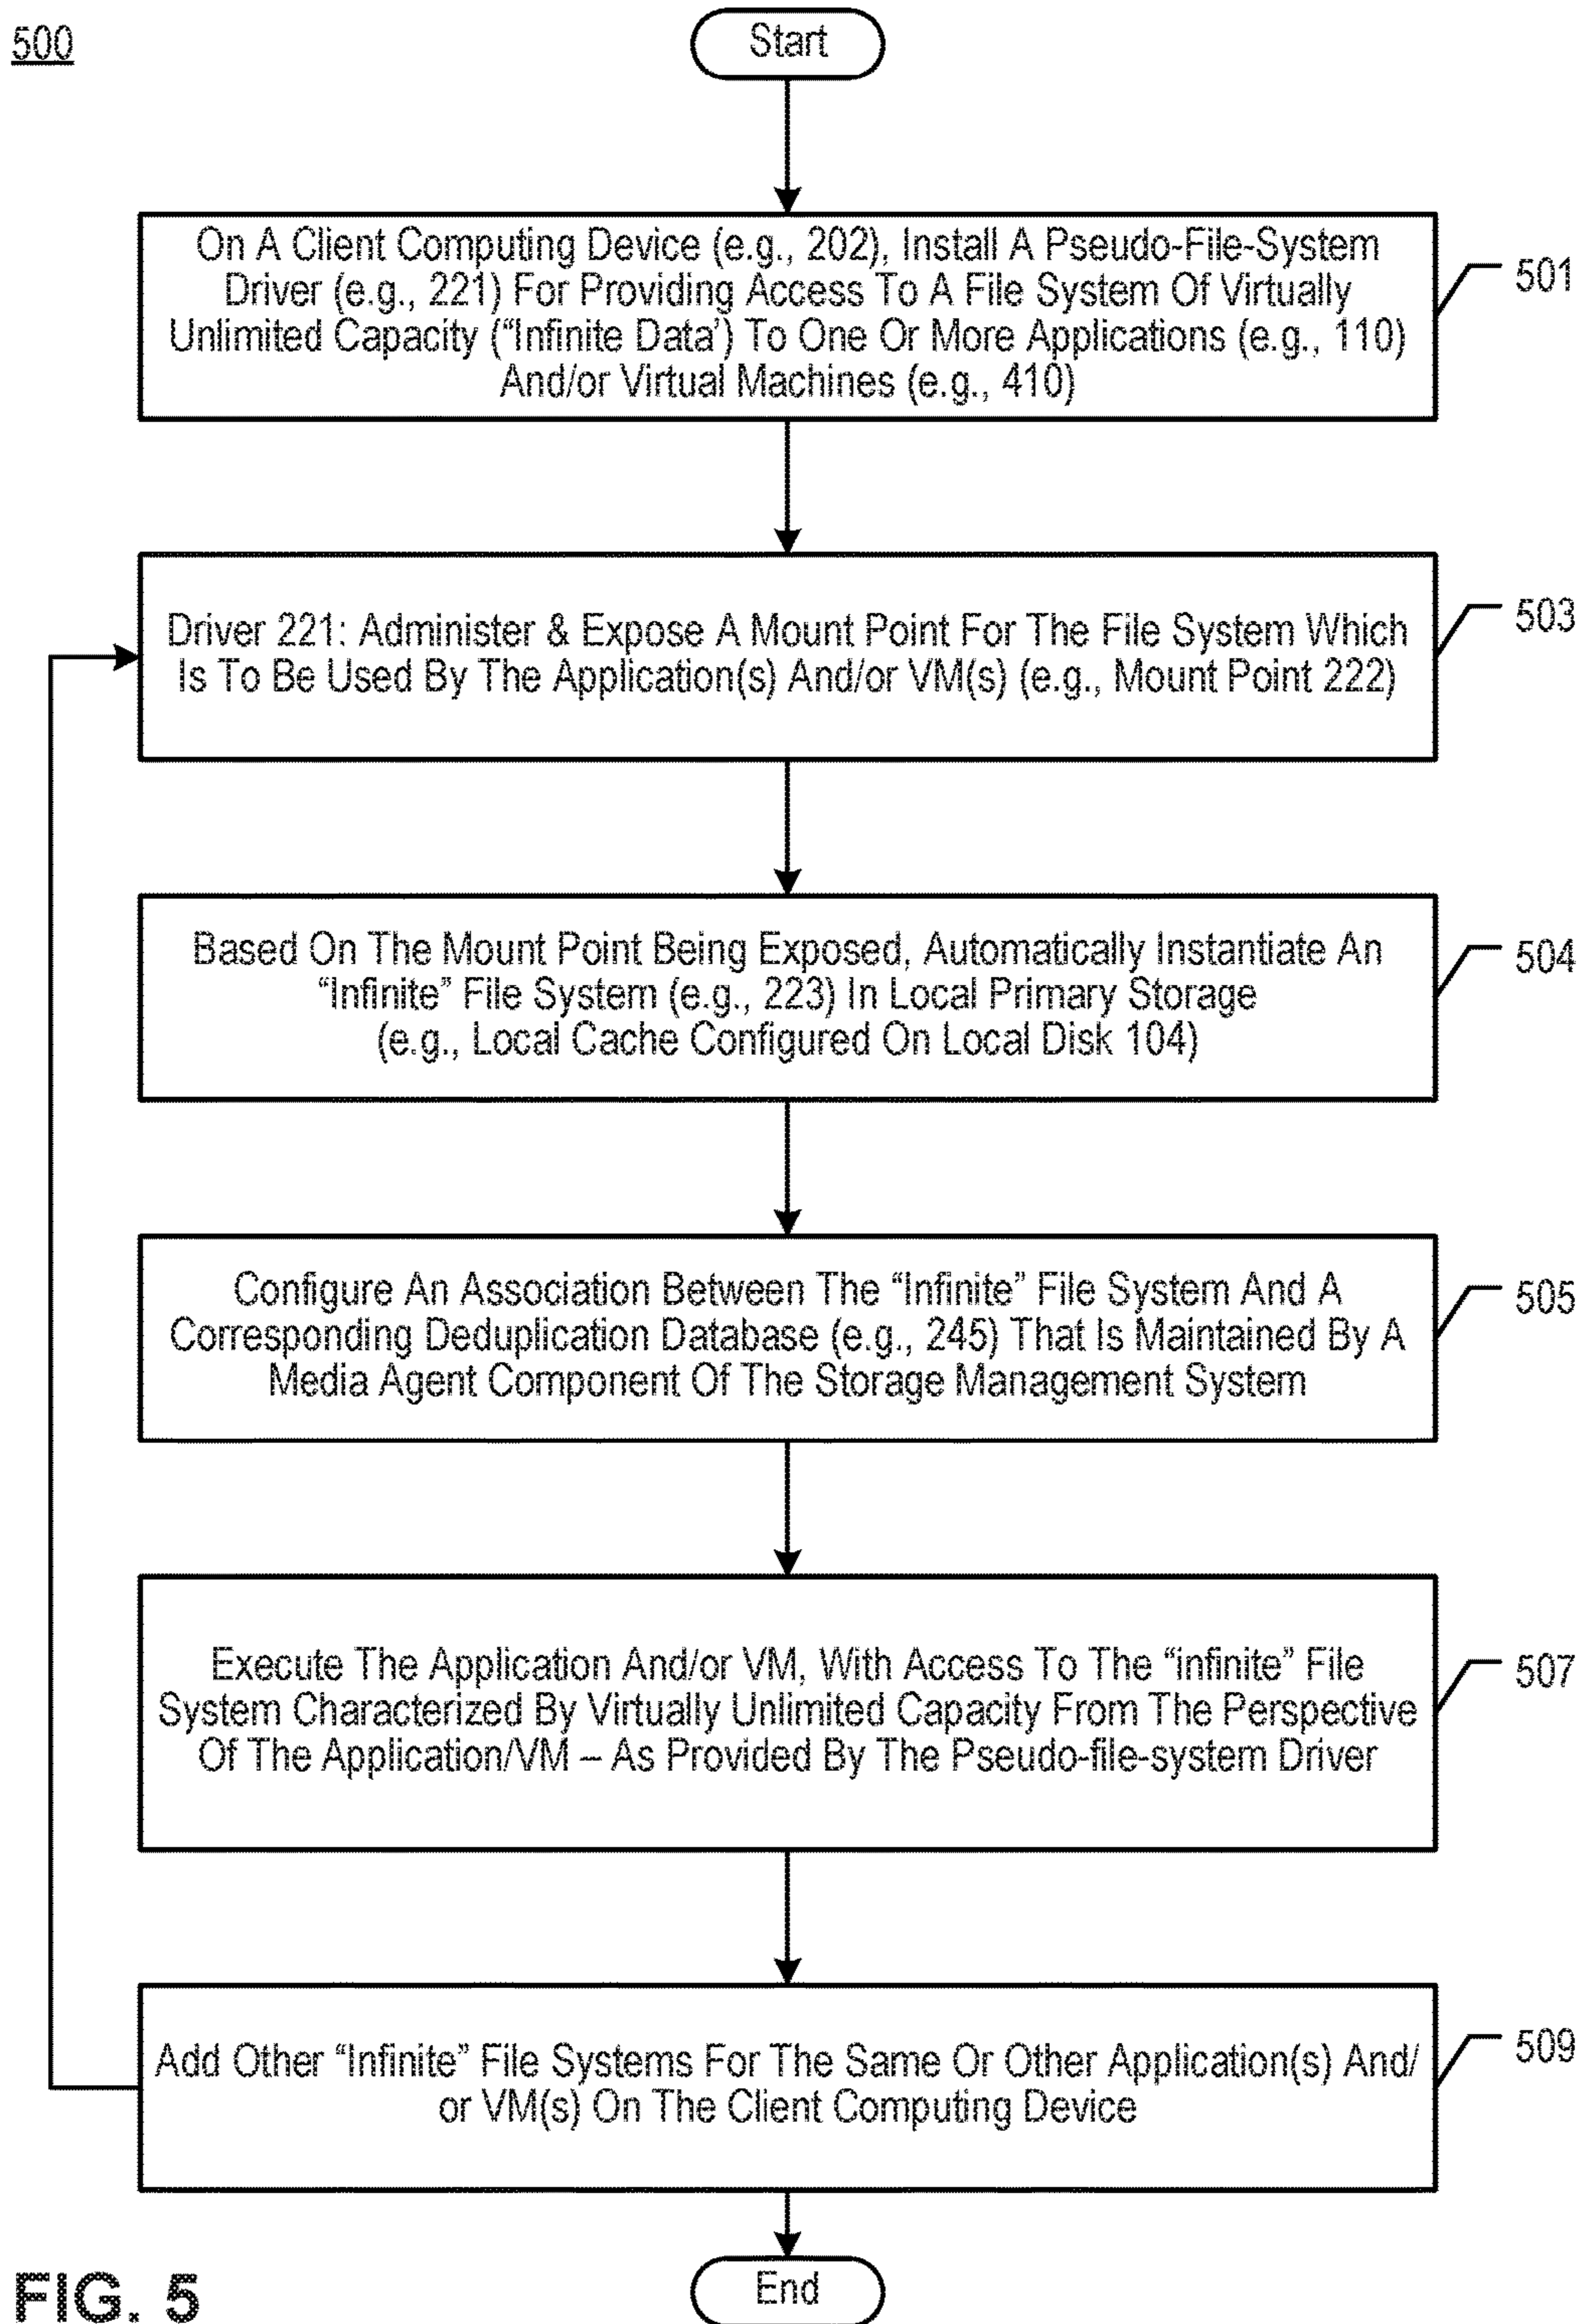 500
Start
On A Client Computing Device (e.g., 202), Install A Pseudo-File-System
Driver (e.g., 221) For Providing Access To A File System Of Virtually
Unlimited Capacity ("Infinite Data') To One Or More Applications (e.g., 110)
And/or Virtual Machines (e.g., 410)
501
Driver 221: Administer & Expose A Mount Point For The File System Which
Is To Be Used By The Application(s) And/or VM(s) (e.g., Mount Point 222)
503
Based On The Mount Point Being Exposed, Automatically Instantiate An
“Infinite” File System (e.g., 223) In Local Primary Storage
(e.g., Local Cache Configured On Local Disk 104)
504
Configure An Association Between The “Infinite” File System And A
Corresponding Deduplication Database (e.g., 245) That Is Maintained By A
Media Agent Component Of The Storage Management System
505
Execute The Application And/or VM, With Access To The “infinite” File
System Characterized By Virtually Unlimited Capacity From The Perspective
Of The Application/VM – As Provided By The Pseudo-file-system Driver
507
Add Other “Infinite” File Systems For The Same Or Other Application(s) And/
or VM(s) On The Client Computing Device
509
End
FIG. 5